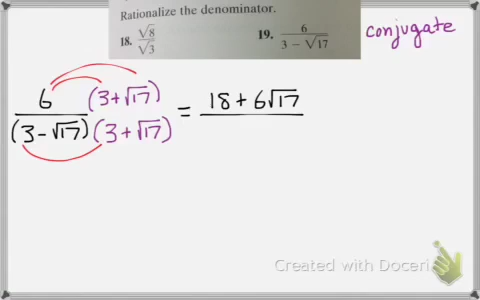 Rationalize the denominator.
18. √8/√3
19. 6/(3 − √17)
conjugate
6 (3+√17) / (3−√17)(3+√17) = 18 + 6√17
Created with Doceri